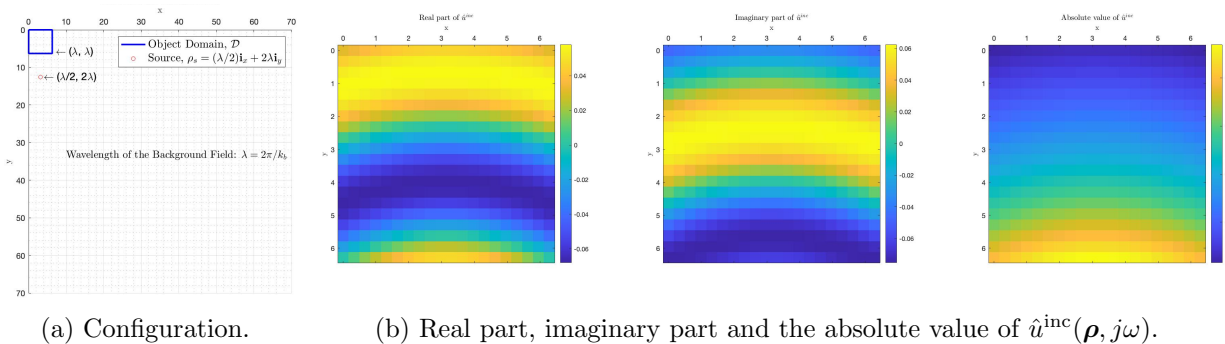 x
0 10 20 30 40 50 60 70
0
10
20
30
40
50
60
70
y
Object Domain, 𝒟
Source, ρₛ = (λ/2)iₓ + 2λi_y
← (λ, λ)
← (λ/2, 2λ)
Wavelength of the Background Field: λ = 2π/k_b
Real part of û^inc
x
0 1 2 3 4 5 6
0
1
2
3
4
5
6
y
0.04
0.02
0
-0.02
-0.04
-0.06
Imaginary part of û^inc
x
0 1 2 3 4 5 6
0
1
2
3
4
5
6
y
0.06
0.04
0.02
0
-0.02
-0.04
-0.06
Absolute value of û^inc
x
0 1 2 3 4 5 6
0
1
2
3
4
5
6
y
(a) Configuration.
(b) Real part, imaginary part and the absolute value of û^inc(ρ, jω).